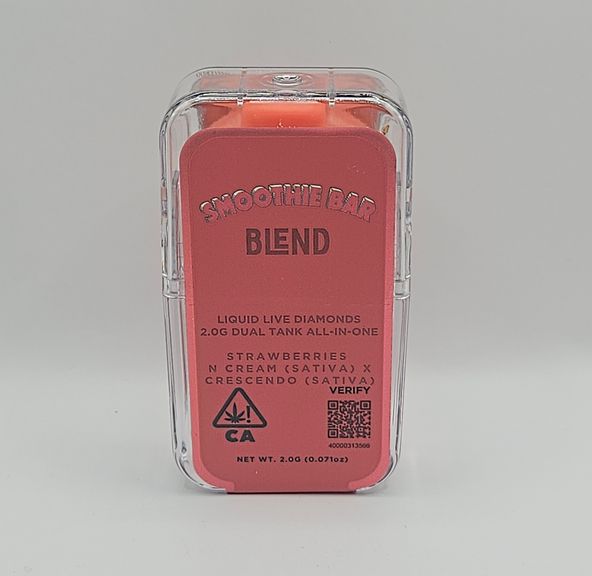 SMOOTHIE BAR
BLEND
LIQUID LIVE DIAMONDS
2.0G DUAL TANK ALL-IN-ONE
STRAWBERRIES
N CREAM (SATIVA) X
CRESCENDO (SATIVA)
VERIFY
CA
40000313566
NET WT. 2.0G (0.071oz)